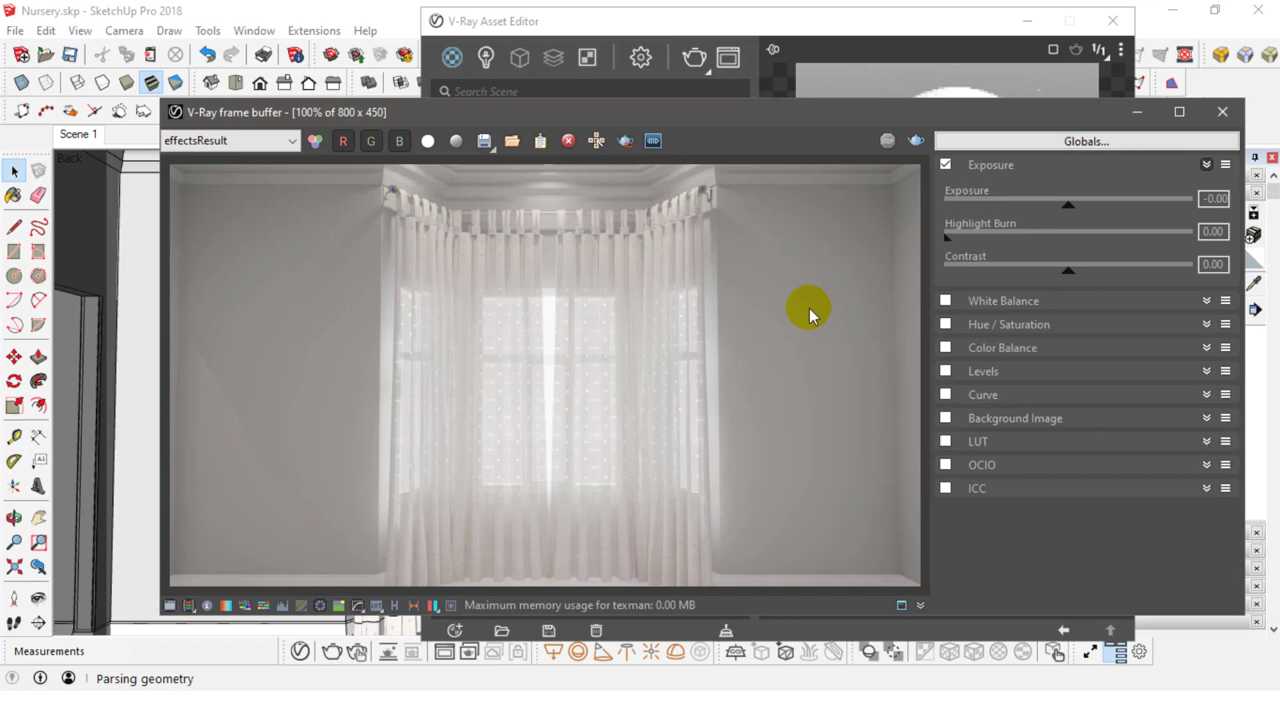 Nursery.skp - SketchUp Pro 2018
File Edit View Camera Draw Tools Window Extensions Help
V-Ray Asset Editor
1/1
Search Scene
V-Ray frame buffer - [100% of 800 x 450]
Scene 1
effectsResult
R G B
Globals...
Back
Exposure
Exposure
-0.00
Highlight Burn
0.00
Contrast
0.00
White Balance
Hue / Saturation
Color Balance
Levels
Curve
Background Image
LUT
OCIO
ICC
H
Maximum memory usage for texman: 0.00 MB
Measurements
Parsing geometry